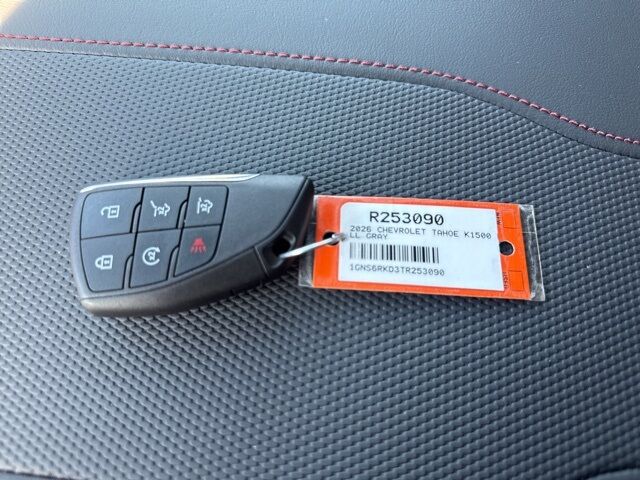 R253090
2026 CHEVROLET TAHOE K1500
LL GRAY
1GNS6RKD3TR253090